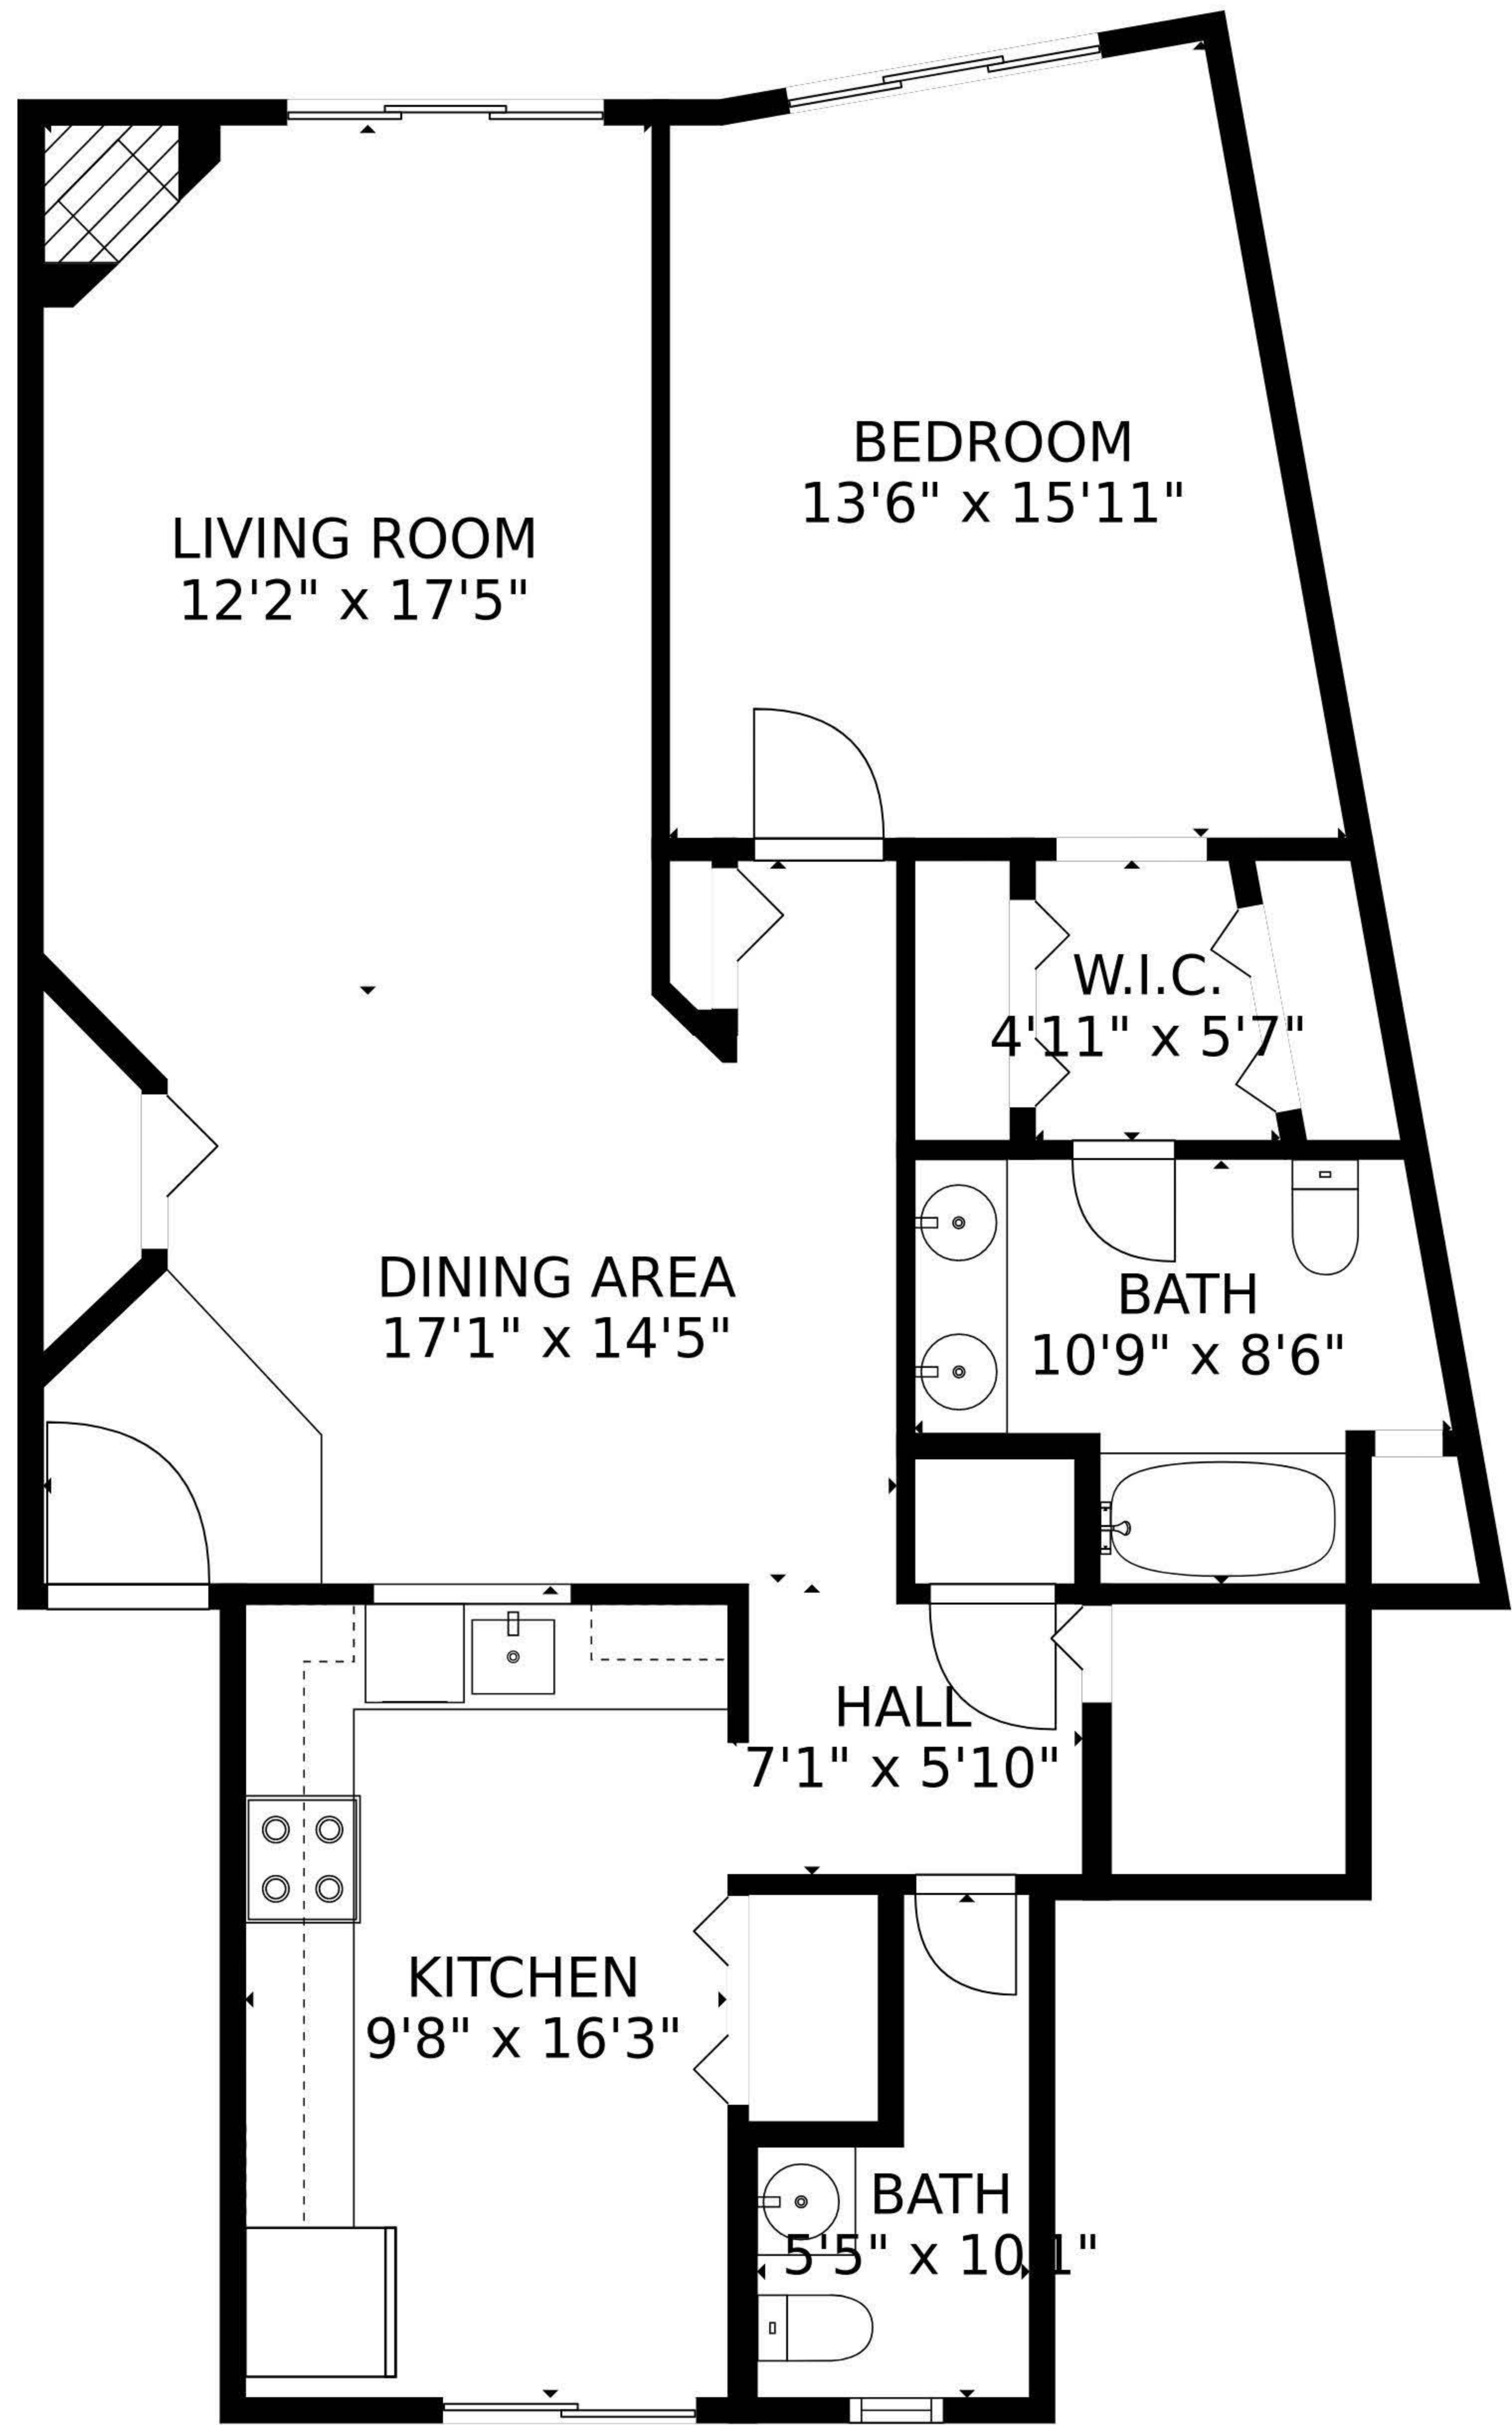 BEDROOM
13'6" x 15'11"
LIVING ROOM
12'2" x 17'5"
W.I.C.
4'11" x 5'7"
DINING AREA
17'1" x 14'5"
BATH
10'9" x 8'6"
HALL
7'1" x 5'10"
KITCHEN
9'8" x 16'3"
BATH
5'5" x 10'1"